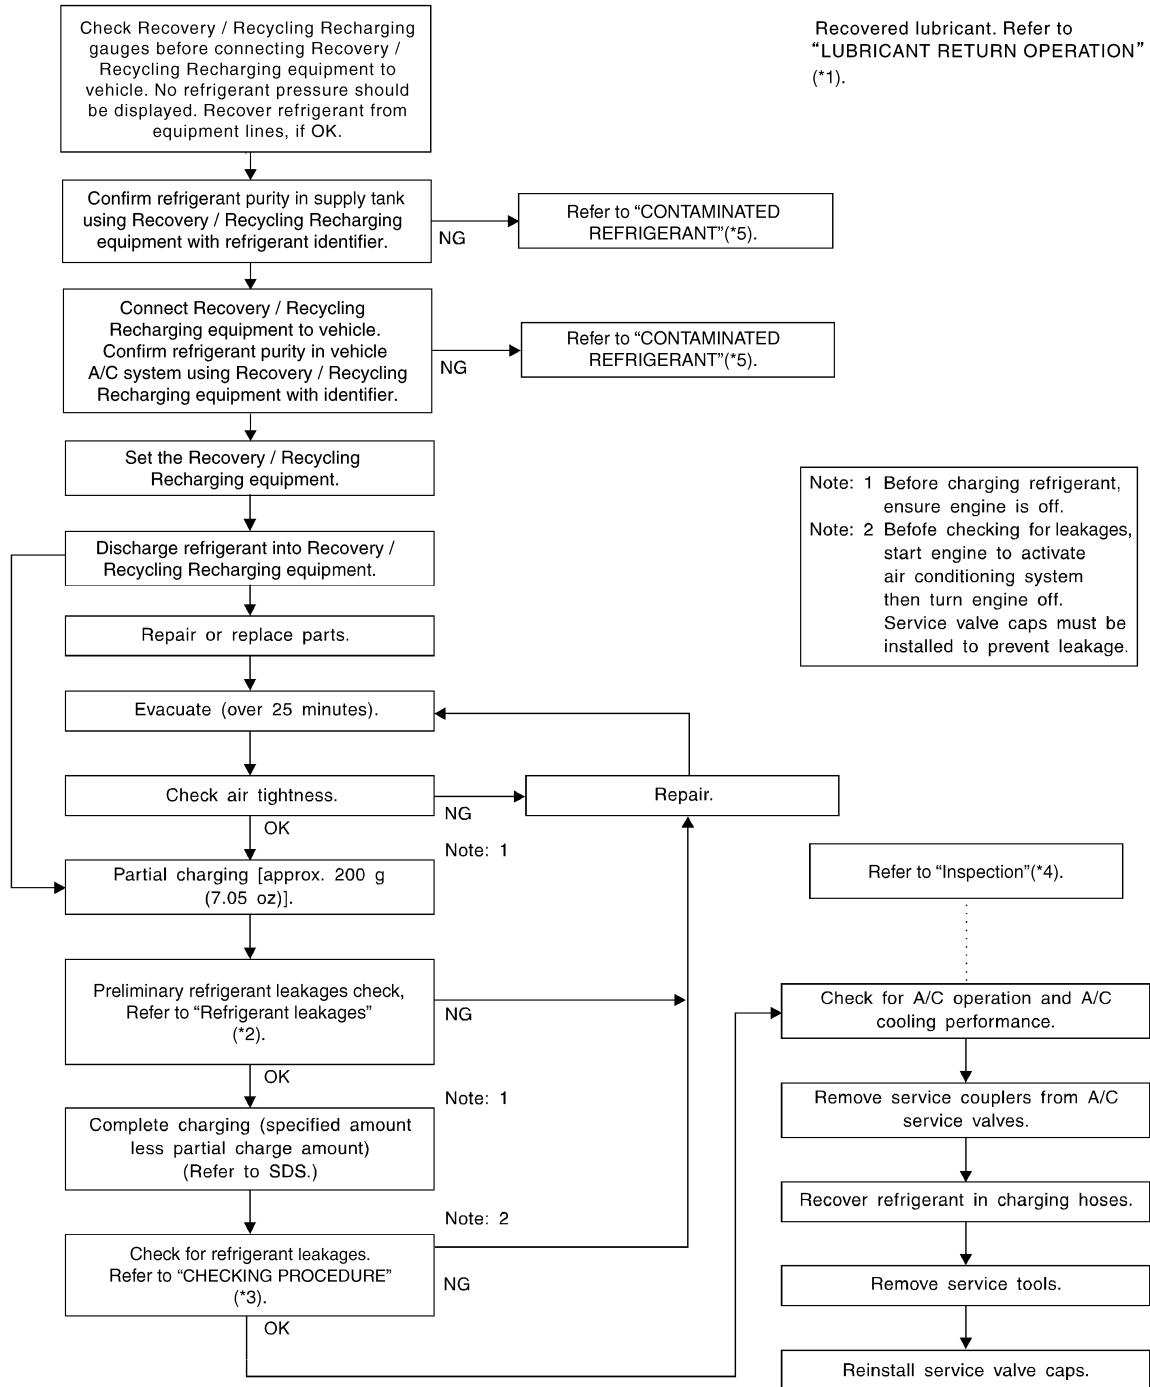 Check Recovery / Recycling Recharging
gauges before connecting Recovery /
Recycling Recharging equipment to
vehicle. No refrigerant pressure should
be displayed. Recover refrigerant from
equipment lines, if OK.
Recovered lubricant. Refer to
“LUBRICANT RETURN OPERATION”
(*1).
Confirm refrigerant purity in supply tank
using Recovery / Recycling Recharging
equipment with refrigerant identifier.
NG
Refer to “CONTAMINATED
REFRIGERANT”(*5).
Connect Recovery / Recycling
Recharging equipment to vehicle.
Confirm refrigerant purity in vehicle
A/C system using Recovery / Recycling
Recharging equipment with identifier.
NG
Refer to “CONTAMINATED
REFRIGERANT”(*5).
Set the Recovery / Recycling
Recharging equipment.
Note: 1 Before charging refrigerant,
ensure engine is off.
Note: 2 Befofe checking for leakages,
start engine to activate
air conditioning system
then turn engine off.
Service valve caps must be
installed to prevent leakage.
Discharge refrigerant into Recovery /
Recycling Recharging equipment.
Repair or replace parts.
Evacuate (over 25 minutes).
Check air tightness.
NG
Repair.
OK
Note: 1
Partial charging [approx. 200 g
(7.05 oz)].
Preliminary refrigerant leakages check,
Refer to “Refrigerant leakages”
(*2).
NG
OK
Note: 1
Complete charging (specified amount
less partial charge amount)
(Refer to SDS.)
Note: 2
Check for refrigerant leakages.
Refer to “CHECKING PROCEDURE”
(*3).
NG
OK
Refer to “Inspection”(*4).
Check for A/C operation and A/C
cooling performance.
Remove service couplers from A/C
service valves.
Recover refrigerant in charging hoses.
Remove service tools.
Reinstall service valve caps.